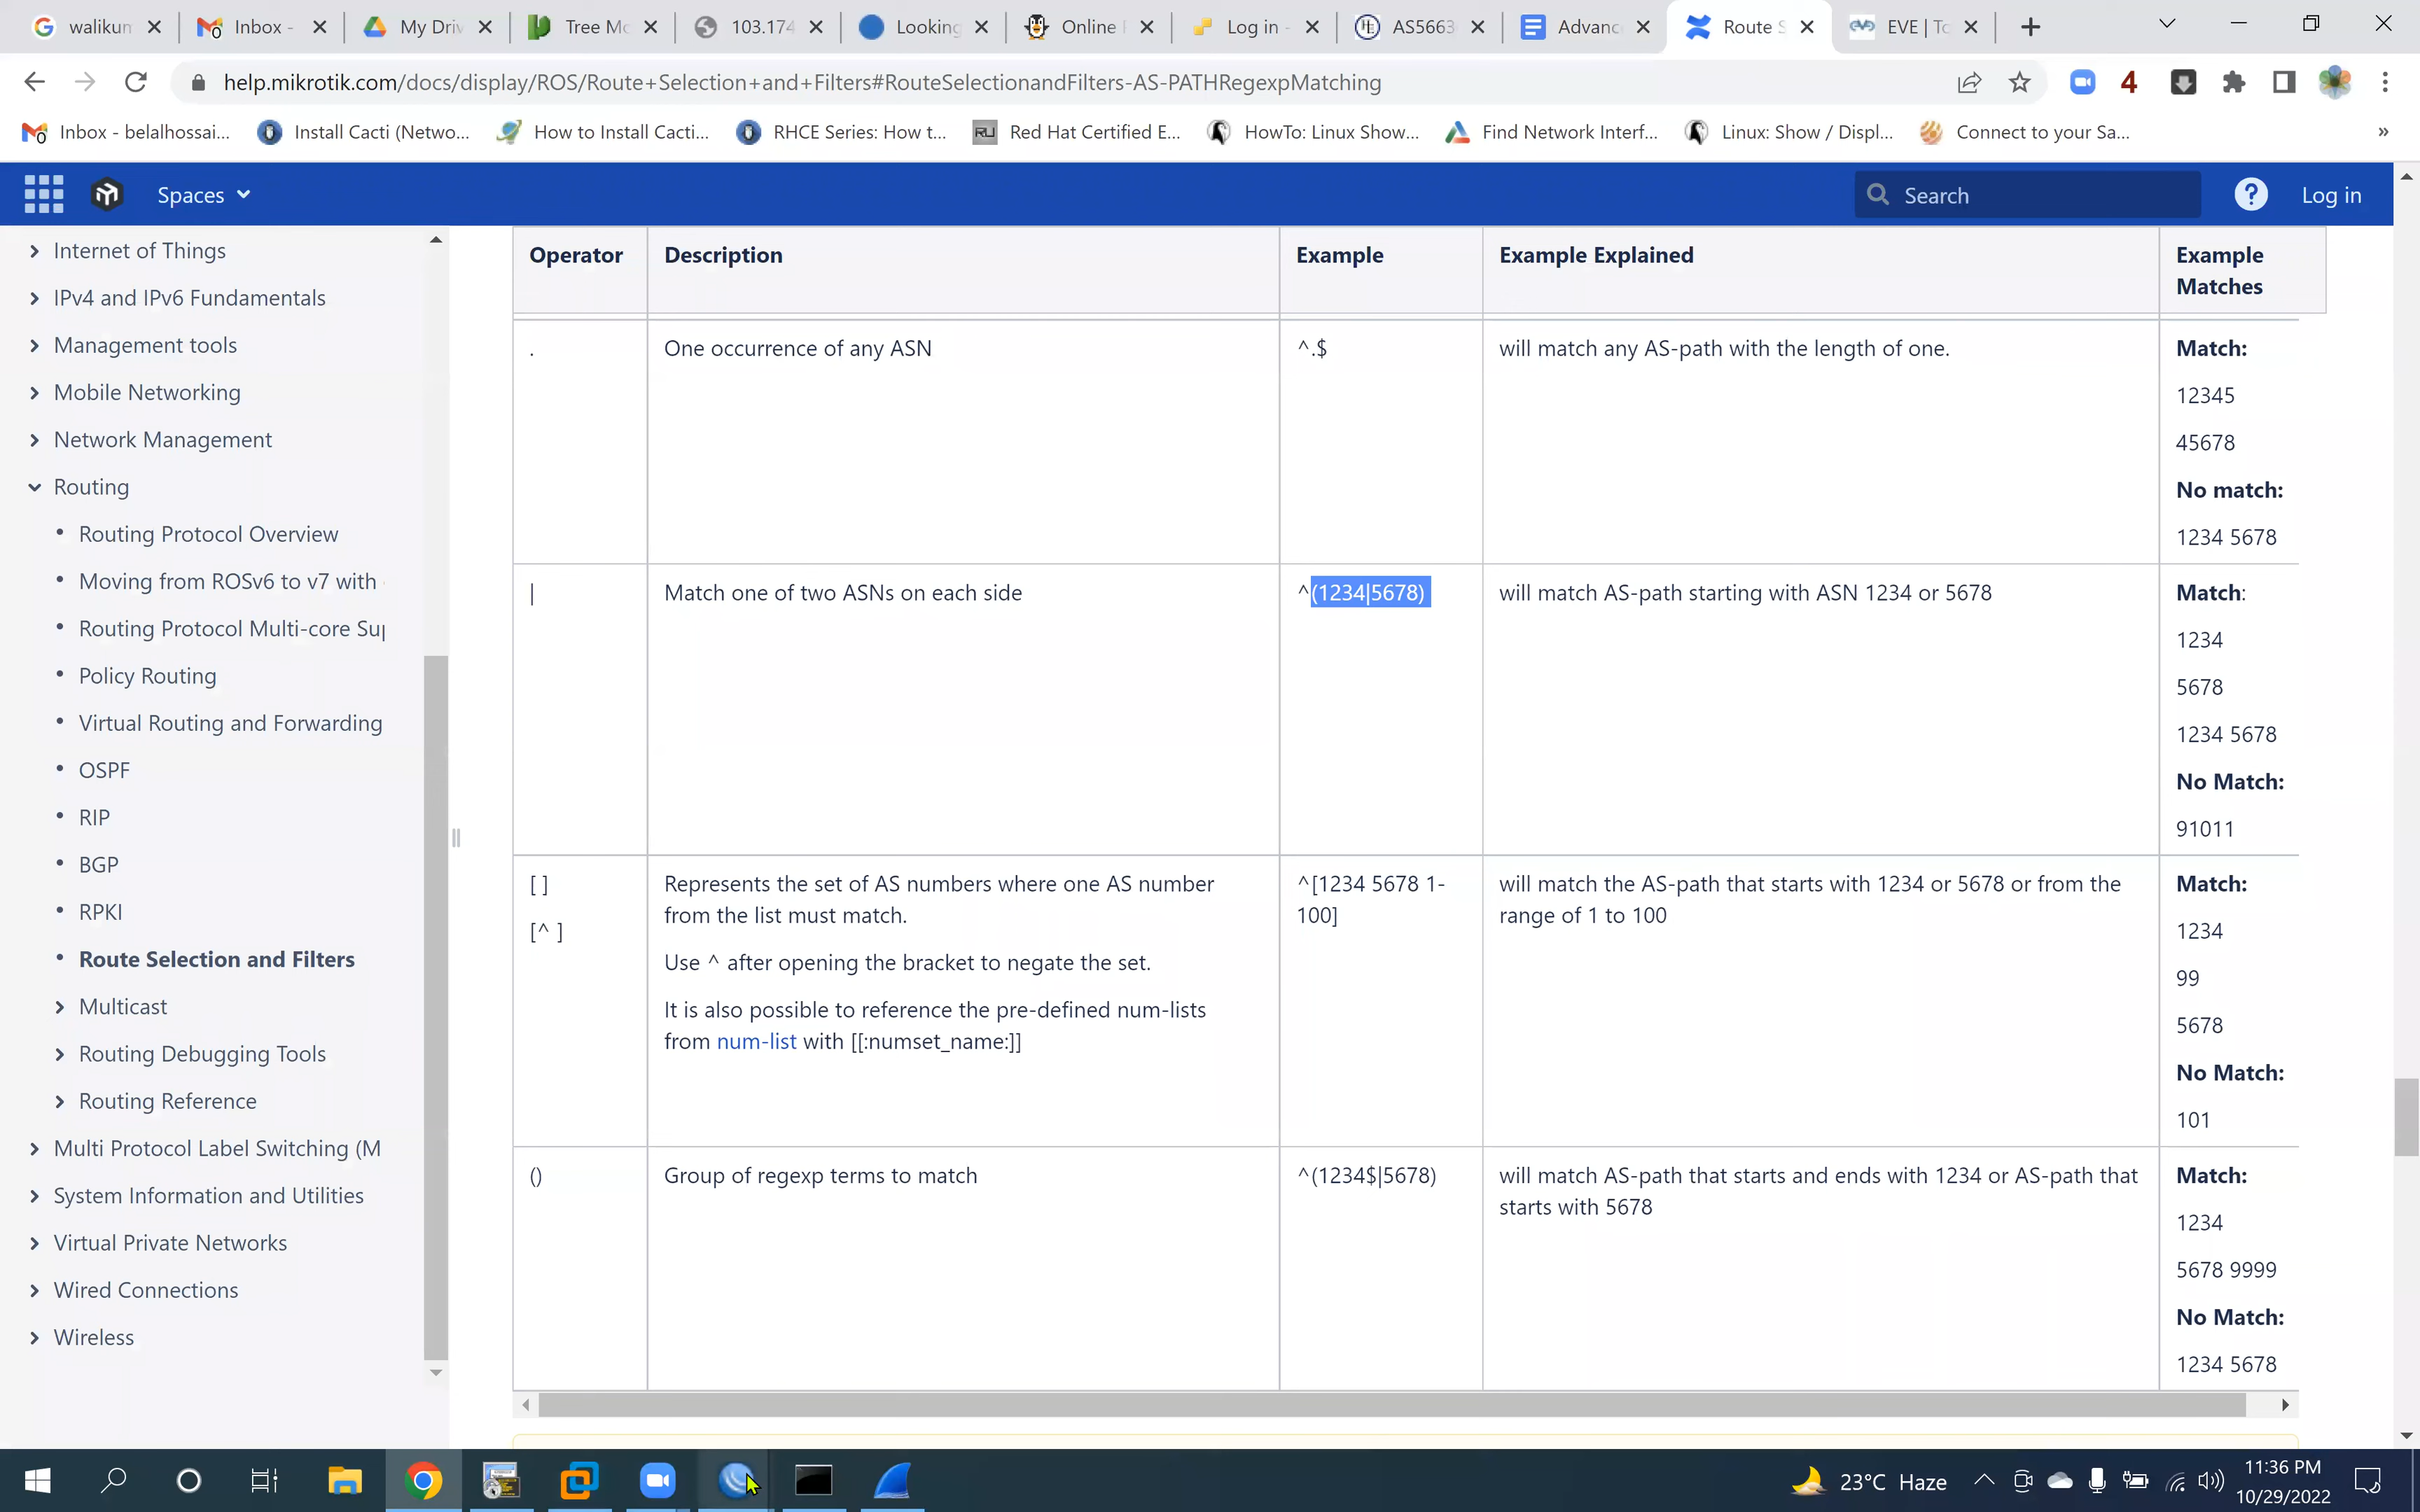 walikun
Inbox -
My Driv
Tree Mo
103.174
Looking
Online
Log in -
AS5663
Advanc
Route S
EVE | To
help.mikrotik.com/docs/display/ROS/Route+Selection+and+Filters#RouteSelectionandFilters-AS-PATHRegexpMatching
4
Inbox - belalhossai...
Install Cacti (Netwo...
How to Install Cacti...
RHCE Series: How t...
Red Hat Certified E...
HowTo: Linux Show...
Find Network Interf...
Linux: Show / Displ...
Connect to your Sa...
»
Spaces
Search
Log in
Internet of Things
IPv4 and IPv6 Fundamentals
Management tools
Mobile Networking
Network Management
Routing
Routing Protocol Overview
Moving from ROSv6 to v7 with
Routing Protocol Multi-core Su
Policy Routing
Virtual Routing and Forwarding
OSPF
RIP
BGP
RPKI
Route Selection and Filters
Multicast
Routing Debugging Tools
Routing Reference
Multi Protocol Label Switching (M
System Information and Utilities
Virtual Private Networks
Wired Connections
Wireless
Operator
Description
Example
Example Explained
Example
Matches
.
One occurrence of any ASN
^.$
will match any AS-path with the length of one.
Match:
12345
45678
No match:
1234 5678
|
Match one of two ASNs on each side
^(1234|5678)
will match AS-path starting with ASN 1234 or 5678
Match:
1234
5678
1234 5678
No Match:
91011
[ ]
[^ ]
Represents the set of AS numbers where one AS number
from the list must match.
Use ^ after opening the bracket to negate the set.
It is also possible to reference the pre-defined num-lists
from num-list with [[:numset_name:]]
^[1234 5678 1-
100]
will match the AS-path that starts with 1234 or 5678 or from the
range of 1 to 100
Match:
1234
99
5678
No Match:
101
()
Group of regexp terms to match
^(1234$|5678)
will match AS-path that starts and ends with 1234 or AS-path that
starts with 5678
Match:
1234
5678 9999
No Match:
1234 5678
23°C Haze
11:36 PM
10/29/2022